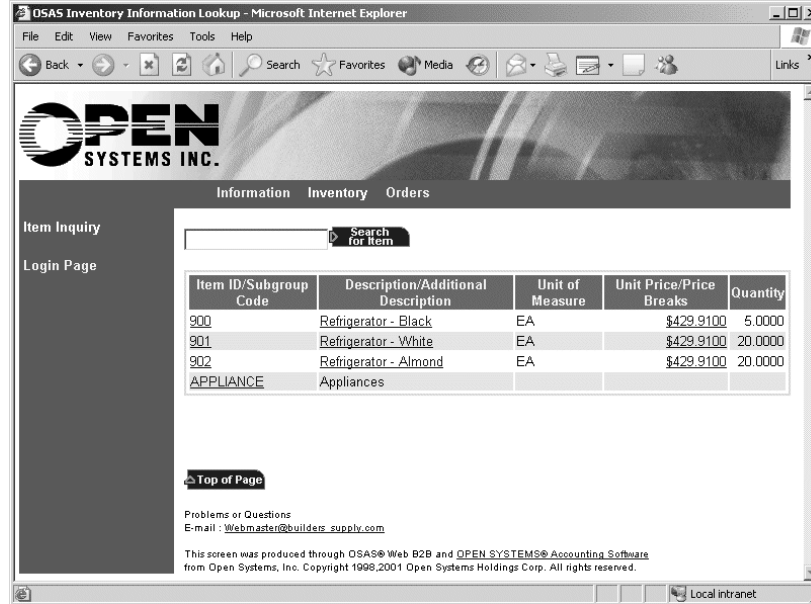 OSAS Inventory Information Lookup - Microsoft Internet Explorer
File Edit View Favorites Tools Help
Back Search Favorites Media Links
OPEN
SYSTEMS INC.
Information Inventory Orders
Item Inquiry
Login Page
Search
for Item
Item ID/Subgroup Code Description/Additional Description Unit of Measure Unit Price/Price Breaks Quantity
900 Refrigerator - Black EA $429.9100 5.0000
901 Refrigerator - White EA $429.9100 20.0000
902 Refrigerator - Almond EA $429.9100 20.0000
APPLIANCE Appliances
Top of Page
Problems or Questions
E-mail : Webmaster@builders_supply.com
This screen was produced through OSAS® Web B2B and OPEN SYSTEMS® Accounting Software
from Open Systems, Inc. Copyright 1998,2001 Open Systems Holdings Corp. All rights reserved.
Local intranet